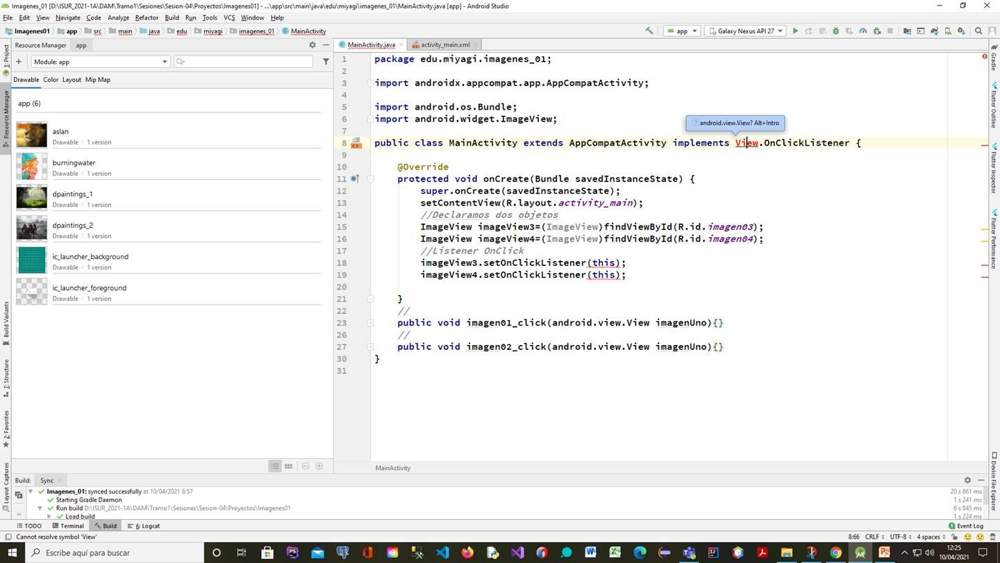 Imagenes_01 [D:\ISUR_2021-1A\DAM\Tramo1\Sesiones\Sesion-04\Proyectos\Imagenes01] - ...\app\src\main\java\edu\miyagi\imagenes_01\MainActivity.java [app] - Android Studio
File Edit View Navigate Code Analyze Refactor Build Run Tools VCS Window Help
Imagenes01 app src main java edu miyagi imagenes_01 MainActivity
app Galaxy Nexus API 27
Resource Manager app
MainActivity.java activity_main.xml
Module: app
Drawable Color Layout Mip Map
app (6)
aslan
Drawable 1 version
burningwater
Drawable 1 version
dpaintings_1
Drawable 1 version
dpaintings_2
Drawable 1 version
ic_launcher_background
Drawable 1 version
ic_launcher_foreground
Drawable 1 version
1: Project
Resource Manager
Build Variants
7: Structure
2: Favorites
Layout Captures
1 package edu.miyagi.imagenes_01;
2
3 import androidx.appcompat.app.AppCompatActivity;
4
5 import android.os.Bundle;
6 import android.widget.ImageView;
7
android.view.View? Alt+Intro
8 public class MainActivity extends AppCompatActivity implements View.OnClickListener {
9
10 @Override
11 protected void onCreate(Bundle savedInstanceState) {
12 super.onCreate(savedInstanceState);
13 setContentView(R.layout.activity_main);
14 //Declaramos dos objetos
15 ImageView imageView3=(ImageView)findViewById(R.id.imagen03);
16 ImageView imageView4=(ImageView)findViewById(R.id.imagen04);
17 //Listener OnClick
18 imageView3.setOnClickListener(this);
19 imageView4.setOnClickListener(this);
20
21 }
22 //
23 public void imagen01_click(android.view.View imagenUno){}
26 //
27 public void imagen02_click(android.view.View imagenUno){}
30 }
31
MainActivity
Gradle
Flutter Outline
Flutter Inspector
Flutter Performance
Device File Explorer
Build: Sync
Imagenes_01: synced successfully at 10/04/2021 8:57 20 s 861 ms
Starting Gradle Daemon 1 s 241 ms
Run build D:\ISUR_2021-1A\DAM\Tramo1\Sesiones\Sesion-04\Proyectos\Imagenes01 6 s 845 ms
Load build 1 s 224 ms
TODO Terminal Build 6: Logcat 1 Event Log
Cannot resolve symbol 'View' 8:66 CRLF UTF-8 4 spaces
Escribe aquí para buscar
12:25
10/04/2021